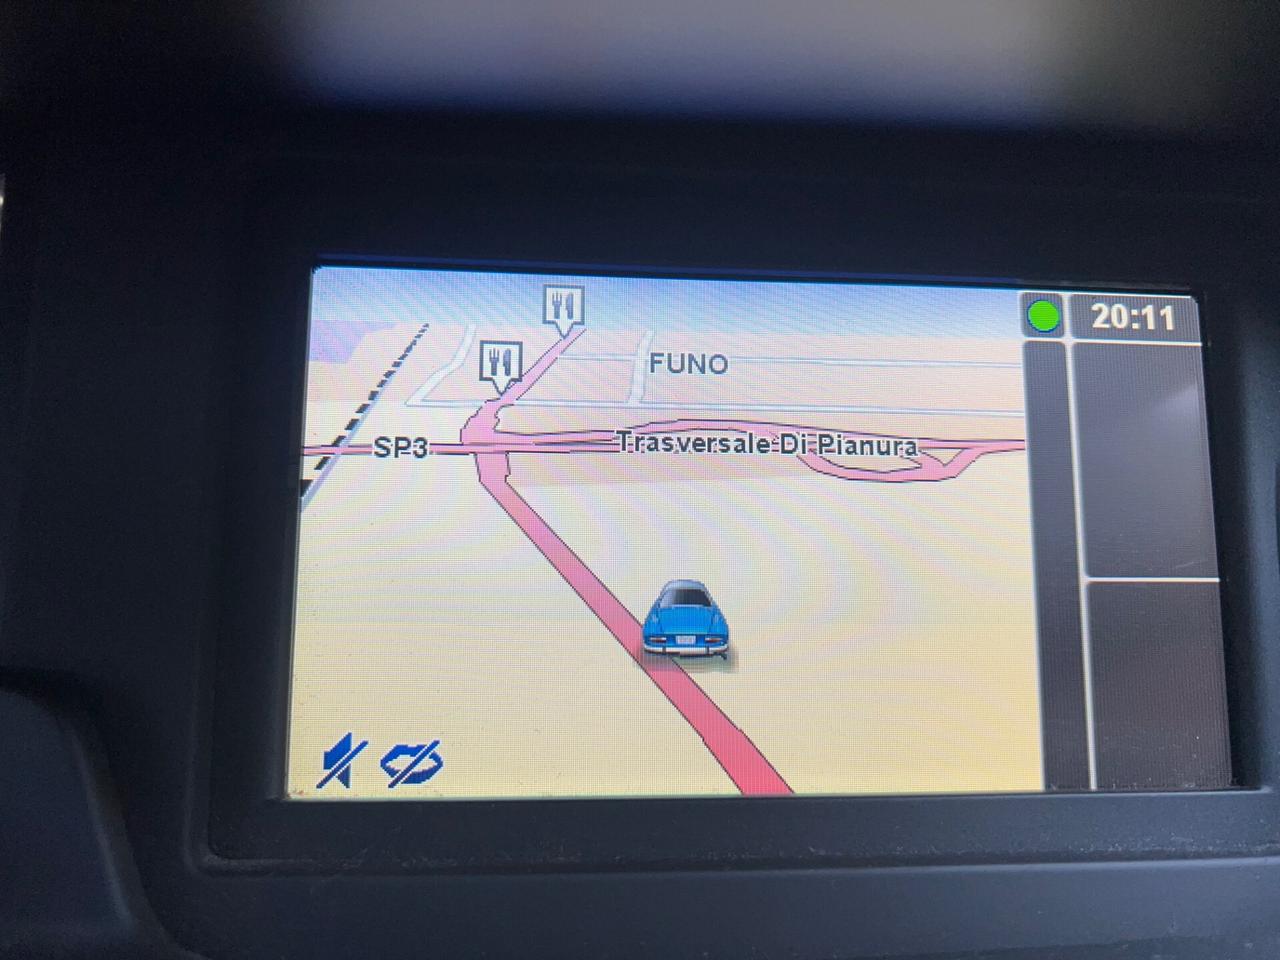 20:11
FUNO
SP3
Trasversale Di Pianura